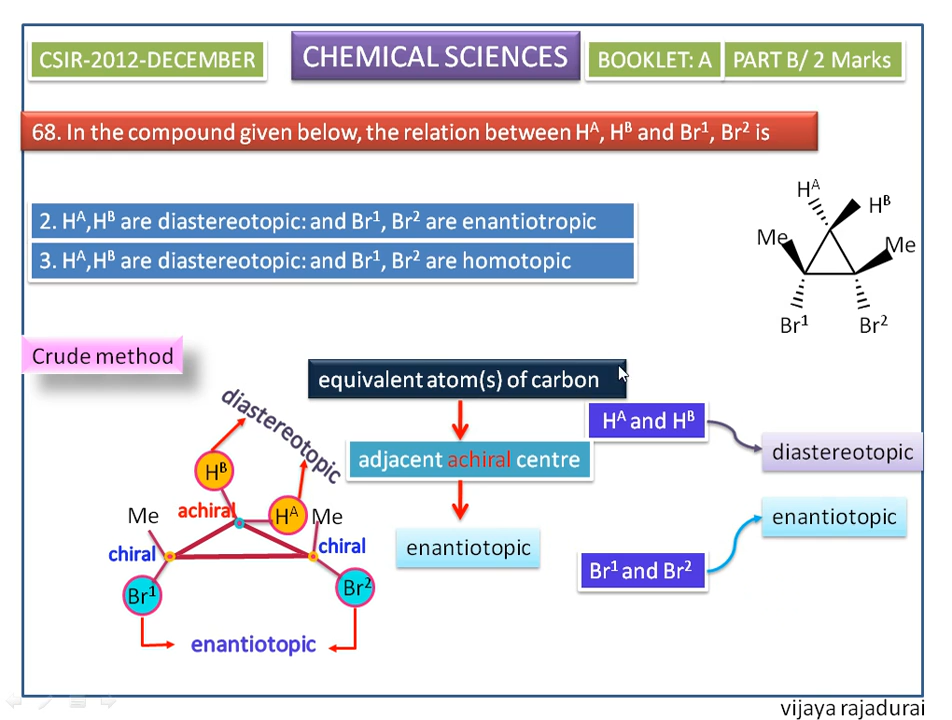 CSIR-2012-DECEMBER
CHEMICAL SCIENCES
BOOKLET: A
PART B/ 2 Marks
68. In the compound given below, the relation between Hᴬ, Hᴮ and Br¹, Br² is
2. Hᴬ,Hᴮ are diastereotopic: and Br¹, Br² are enantiotropic
3. Hᴬ,Hᴮ are diastereotopic: and Br¹, Br² are homotopic
Hᴬ
Hᴮ
Me
Me
Br¹
Br²
Crude method
equivalent atom(s) of carbon
adjacent achiral centre
enantiotopic
diastereotopic
Hᴮ
achiral
Hᴬ
Me
Me
chiral
chiral
Br¹
Br²
enantiotopic
Hᴬ and Hᴮ
diastereotopic
enantiotopic
Br¹ and Br²
vijaya rajadurai